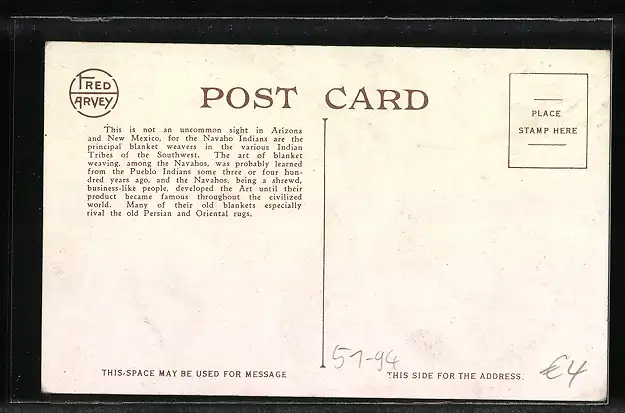 FRED
HARVEY
POST CARD
PLACE
STAMP HERE
This is not an uncommon sight in Arizona
and New Mexico, for the Navaho Indians are the
principal blanket weavers in the various Indian
Tribes of the Southwest. The art of blanket
weaving, among the Navahos, was probably learned
from the Pueblo Indians some three or four hun-
dred years ago, and the Navahos, being a shrewd,
business-like people, developed the Art until their
product became famous throughout the civilized
world. Many of their old blankets especially
rival the old Persian and Oriental rugs.
51-94
€4
THIS SPACE MAY BE USED FOR MESSAGE
THIS SIDE FOR THE ADDRESS.